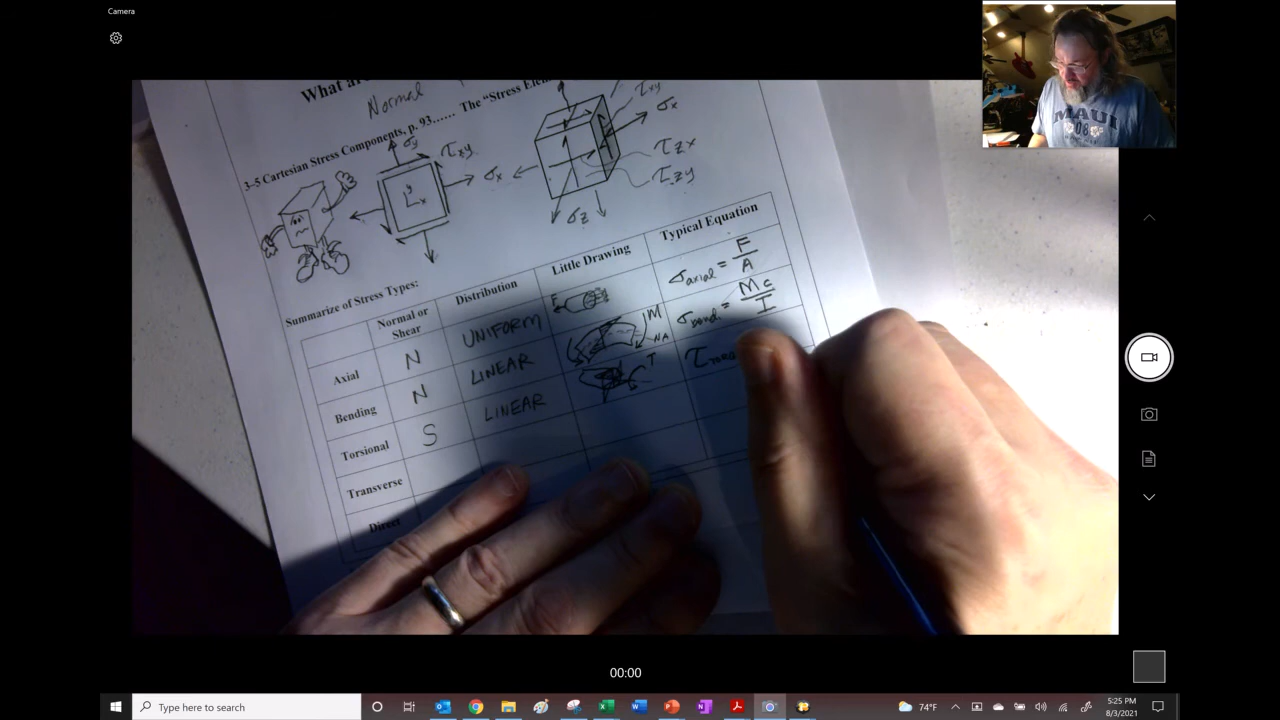 Camera
MAUI
What ar
Normal
3-5 Cartesian Stress Components, p. 93...... The "Stress Ele
σy
τxy
σx
τxy
σx
τzx
τzy
σz
y
x
Summarize of Stress Types:
Normal or Shear Distribution Little Drawing Typical Equation
Axial N UNIFORM F σaxial = F/A
Bending N LINEAR M NA σbend. = Mc/I
Torsional S LINEAR T τ
Transverse
Direct
00:00
Type here to search
74°F
5:25 PM
8/3/2021